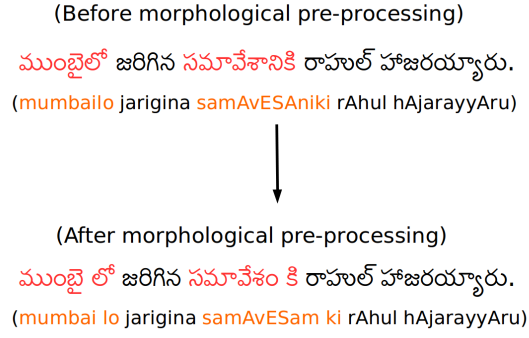 (Before morphological pre-processing)
ముంబైలో జరిగిన సమావేశానికి రాహుల్ హాజరయ్యారు.
(mumbailo jarigina samAvESAniki rAhul hAjarayyAru)
(After morphological pre-processing)
ముంబై లో జరిగిన సమావేశం కి రాహుల్ హాజరయ్యారు.
(mumbai lo jarigina samAvESam ki rAhul hAjarayyAru)